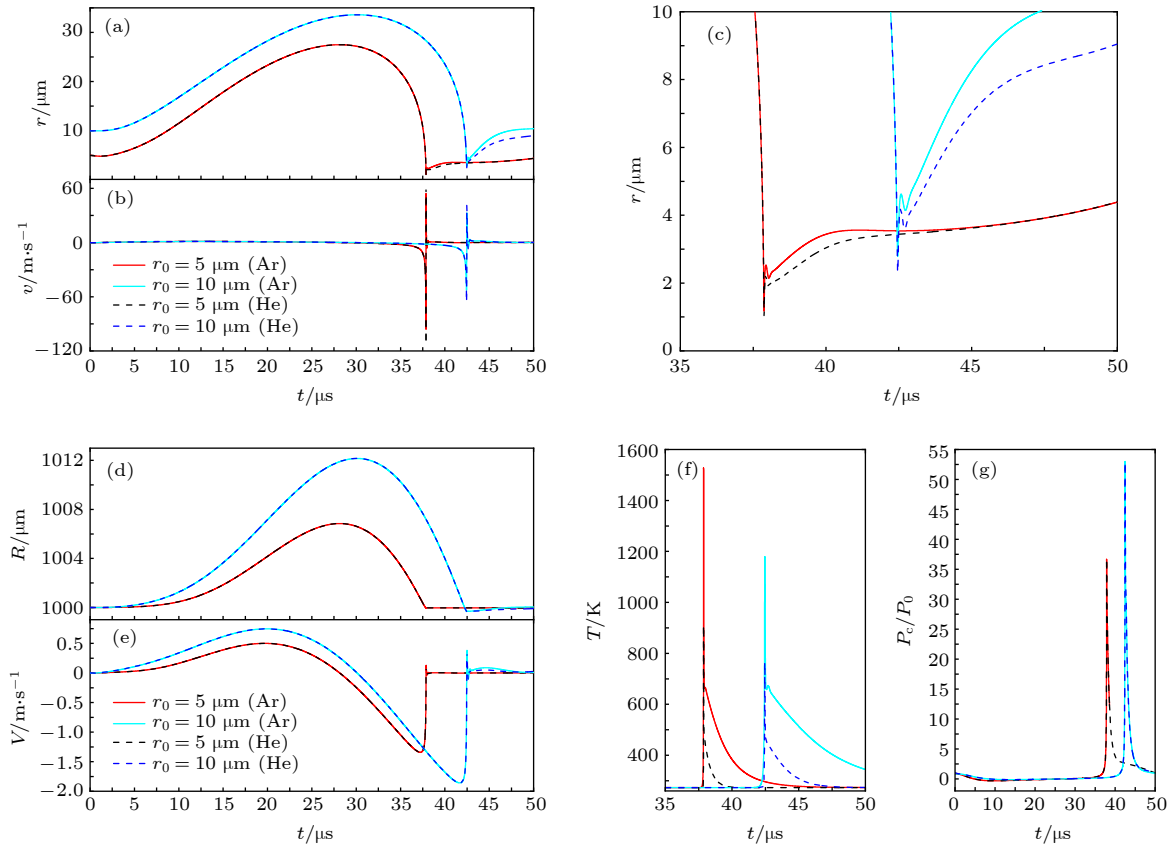 (a)
30
20
10
r/μm
(b)
60
0
−60
−120
v/m·s⁻¹
r₀ = 5 μm (Ar)
r₀ = 10 μm (Ar)
r₀ = 5 μm (He)
r₀ = 10 μm (He)
0 5 10 15 20 25 30 35 40 45 50
t/μs
(c)
10
8
6
4
2
0
r/μm
35 40 45 50
t/μs
(d)
1012
1008
1004
1000
R/μm
(e)
0.5
0
−0.5
−1.0
−1.5
−2.0
V/m·s⁻¹
r₀ = 5 μm (Ar)
r₀ = 10 μm (Ar)
r₀ = 5 μm (He)
r₀ = 10 μm (He)
0 5 10 15 20 25 30 35 40 45 50
t/μs
(f)
1600
1400
1200
1000
800
600
400
T/K
35 40 45 50
t/μs
(g)
55
50
45
40
35
30
25
20
15
10
5
0
P_c/P₀
0 10 20 30 40 50
t/μs